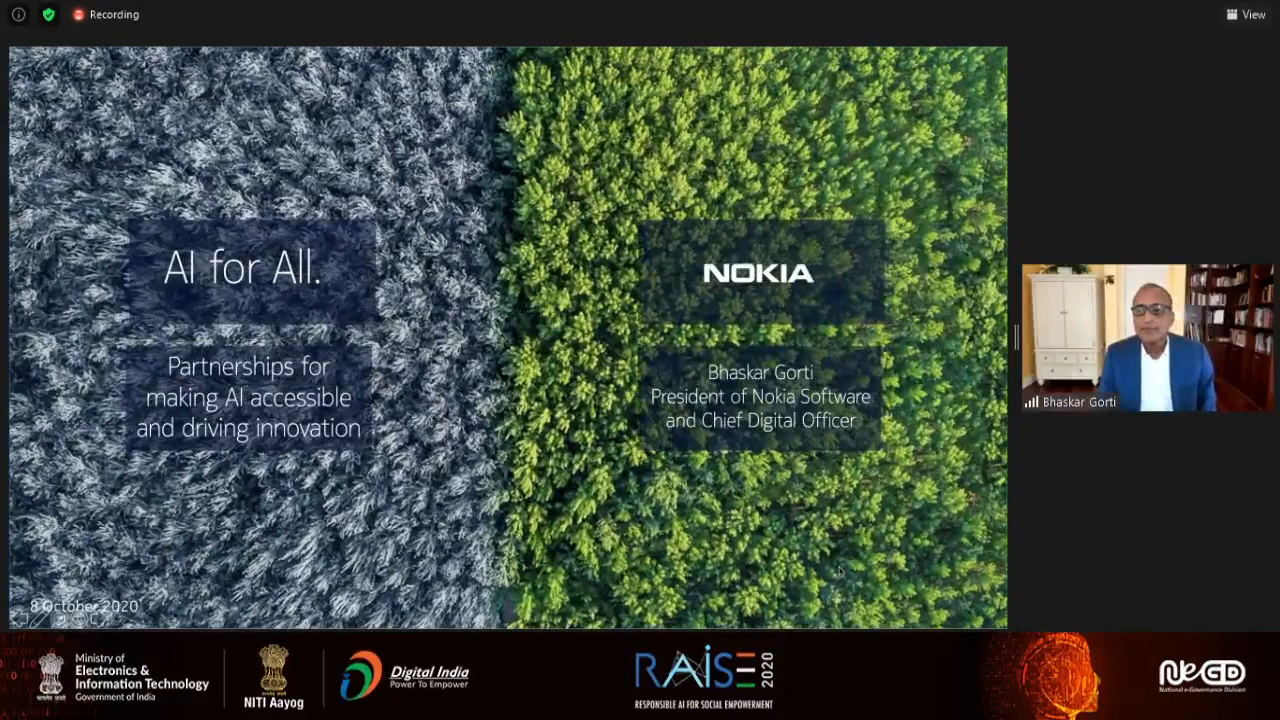 Recording
View
AI for All.
Partnerships for
making AI accessible
and driving innovation
NOKIA
Bhaskar Gorti
President of Nokia Software
and Chief Digital Officer
8 October 2020
Bhaskar Gorti
Ministry of
Electronics &
Information Technology
Government of India
NITI Aayog
Digital India
Power To Empower
RAiSE 2020
RESPONSIBLE AI FOR SOCIAL EMPOWERMENT
NeGD
National e-Governance Division